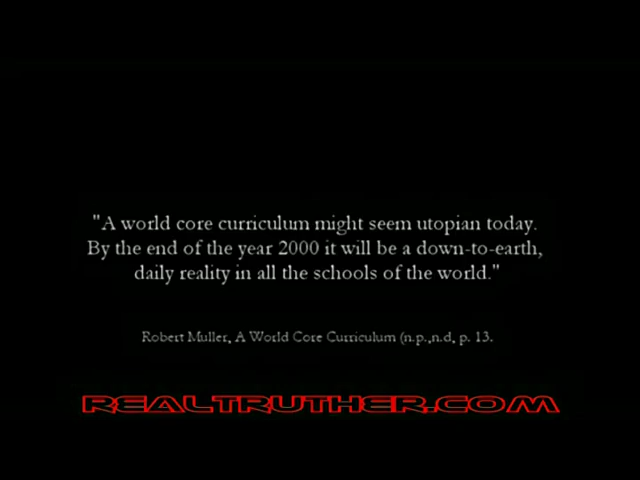 "A world core curriculum might seem utopian today.
By the end of the year 2000 it will be a down-to-earth,
daily reality in all the schools of the world."
Robert Muller, A World Core Curriculum (n.p.,n.d, p. 13.
REALTRUTHER.COM